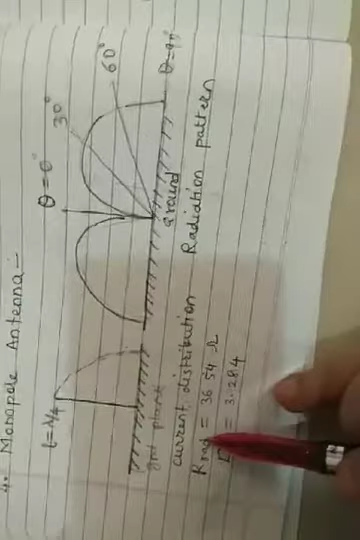 4. Monopole Antenna:-
l=λ/4
θ=0°
30°
60°
θ=90°
gnd plane
ground
current distribution
Radiation pattern
Rrad = 36.54 Ω
= 3.284